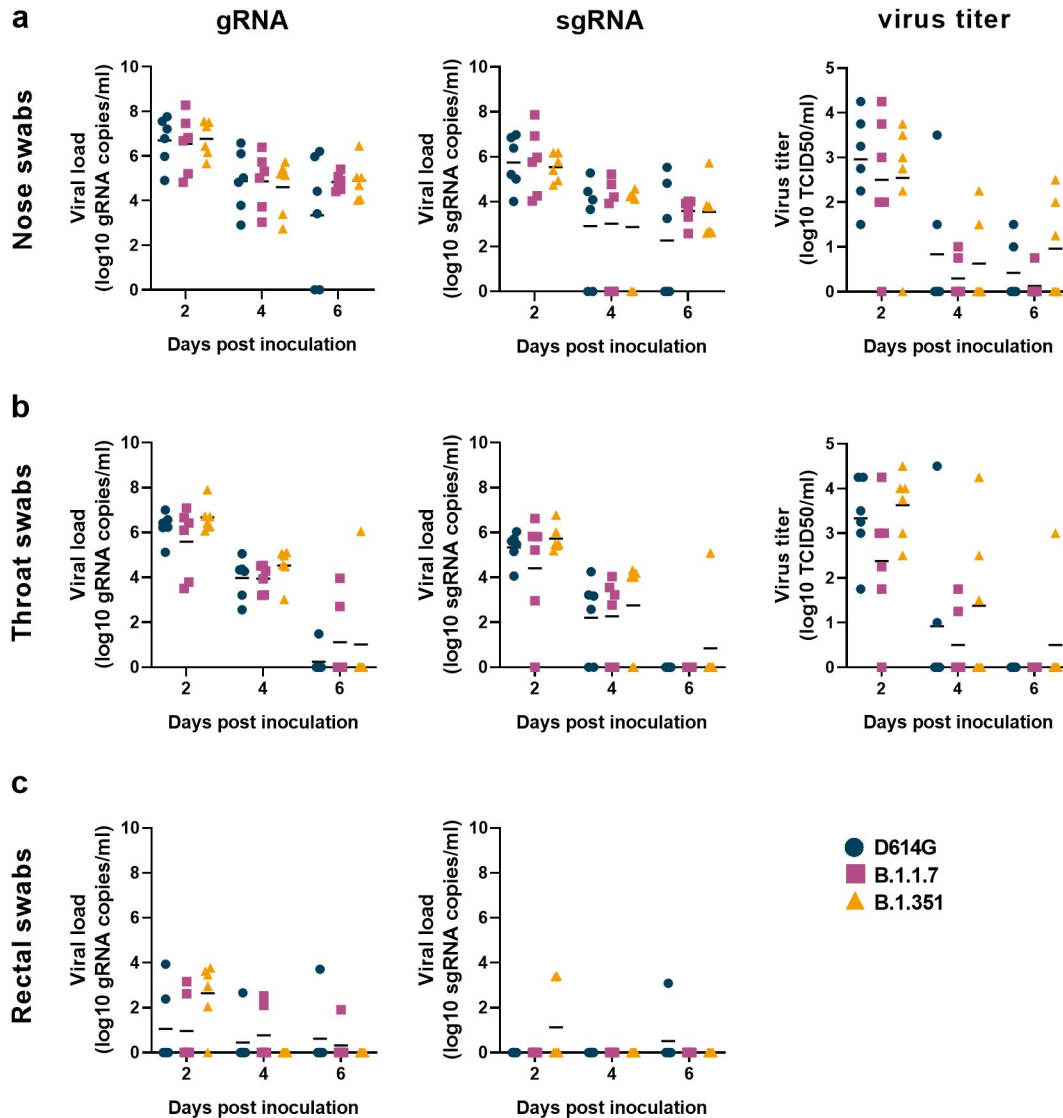 a
gRNA
sgRNA
virus titer
Nose swabs
Viral load
(log10 gRNA copies/ml)
10
8
6
4
2
0
2 4 6
Days post inoculation
Viral load
(log10 sgRNA copies/ml)
10
8
6
4
2
0
2 4 6
Days post inoculation
Virus titer
(log10 TCID50/ml)
5
4
3
2
1
0
2 4 6
Days post inoculation
b
Throat swabs
Viral load
(log10 gRNA copies/ml)
10
8
6
4
2
0
2 4 6
Days post inoculation
Viral load
(log10 sgRNA copies/ml)
10
8
6
4
2
0
2 4 6
Days post inoculation
Virus titer
(log10 TCID50/ml)
5
4
3
2
1
0
2 4 6
Days post inoculation
c
Rectal swabs
Viral load
(log10 gRNA copies/ml)
10
8
6
4
2
0
2 4 6
Days post inoculation
Viral load
(log10 sgRNA copies/ml)
10
8
6
4
2
0
2 4 6
Days post inoculation
D614G
B.1.1.7
B.1.351